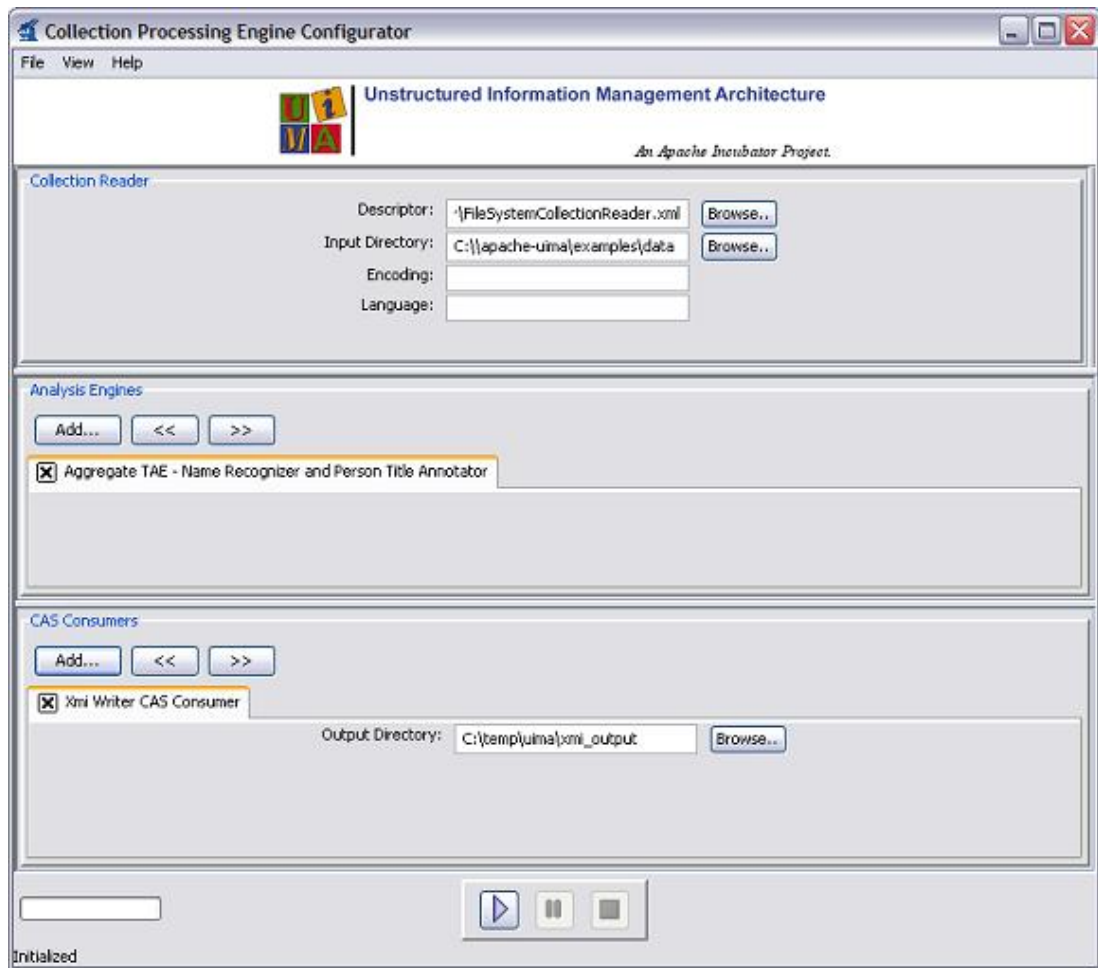 Collection Processing Engine Configurator
File View Help
UiMA
Unstructured Information Management Architecture
An Apache Incubator Project.
Collection Reader
Descriptor: \FileSystemCollectionReader.xml Browse..
Input Directory: C:\\apache-uima\examples\data Browse..
Encoding:
Language:
Analysis Engines
Add... << >>
Aggregate TAE - Name Recognizer and Person Title Annotator
CAS Consumers
Add... << >>
Xmi Writer CAS Consumer
Output Directory: C:\temp\uima\xmi_output Browse..
Initialized